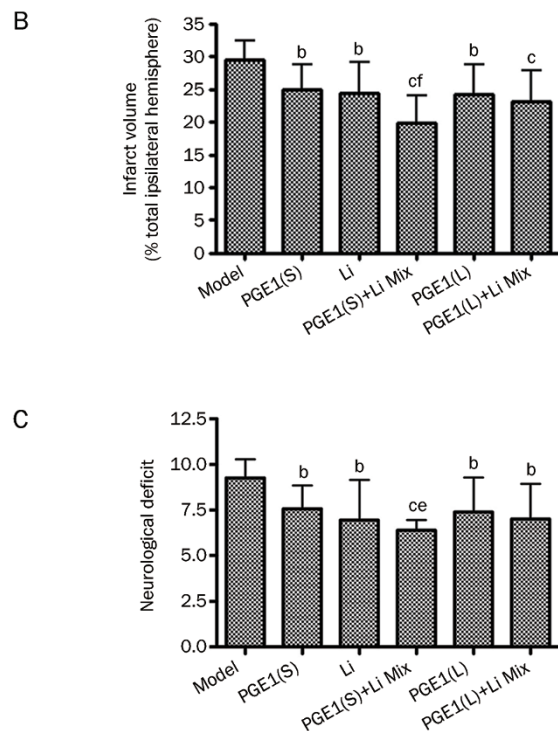 B
Infarct volume
(% total ipsilateral hemisphere)
35
30
25
20
15
10
5
0
b
b
cf
b
c
Model
PGE1(S)
Li
PGE1(S)+Li Mix
PGE1(L)
PGE1(L)+Li Mix
C
Neurological deficit
12.5
10.0
7.5
5.0
2.5
0.0
b
b
ce
b
b
Model
PGE1(S)
Li
PGE1(S)+Li Mix
PGE1(L)
PGE1(L)+Li Mix